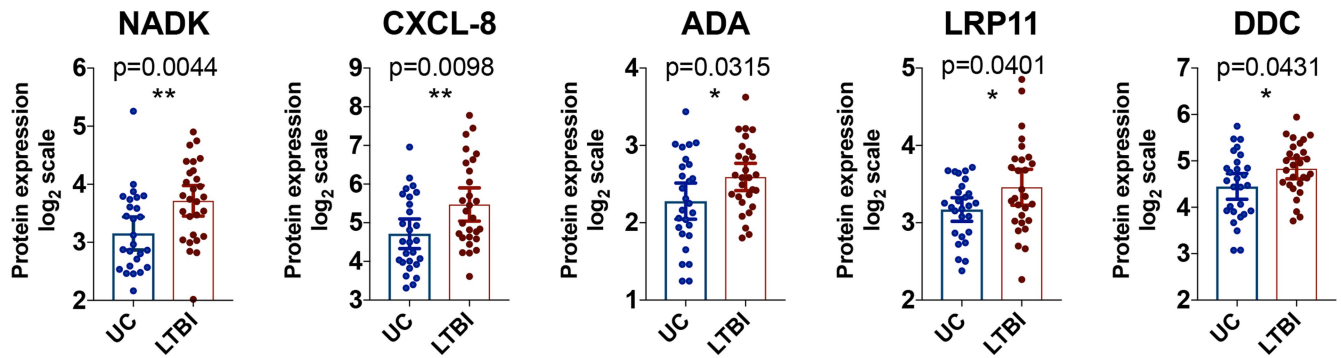 NADK
p=0.0044
**
Protein expression
log2 scale
6
5
4
3
2
UC
LTBI
CXCL-8
p=0.0098
**
Protein expression
log2 scale
9
8
7
6
5
4
3
UC
LTBI
ADA
p=0.0315
*
Protein expression
log2 scale
4
3
2
1
UC
LTBI
LRP11
p=0.0401
*
Protein expression
log2 scale
5
4
3
2
UC
LTBI
DDC
p=0.0431
*
Protein expression
log2 scale
7
6
5
4
3
2
UC
LTBI